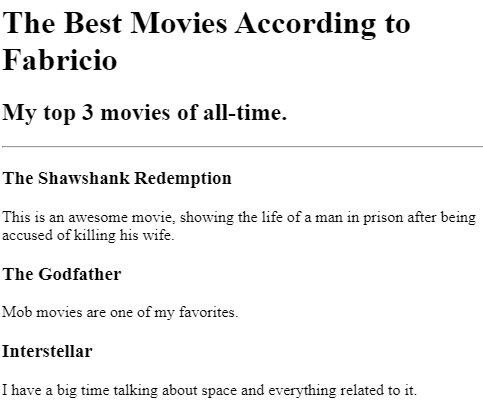 The Best Movies According to
Fabricio
My top 3 movies of all-time.
The Shawshank Redemption
This is an awesome movie, showing the life of a man in prison after being
accused of killing his wife.
The Godfather
Mob movies are one of my favorites.
Interstellar
I have a big time talking about space and everything related to it.